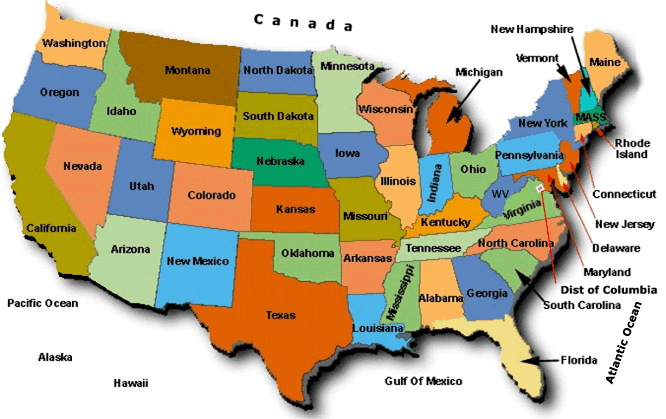 Canada
New Hampshire
Washington
Maine
Vermont
Montana
North Dakota
Minnesota
Michigan
Oregon
Idaho
Wisconsin
South Dakota
MASS
New York
Wyoming
Rhode
Island
Pennsylvania
Iowa
Nebraska
Nevada
Ohio
Indiana
Illinois
Utah
Colorado
WV
Connecticut
Virginia
Kansas
Missouri
Kentucky
New Jersey
California
Arizona
Oklahoma
Tennessee
North Carolina
Delaware
New Mexico
Arkansas
Maryland
Mississippi
Dist of Columbia
Alabama
Georgia
South Carolina
Pacific Ocean
Texas
Louisiana
Atlantic Ocean
Alaska
Florida
Hawaii
Gulf Of Mexico